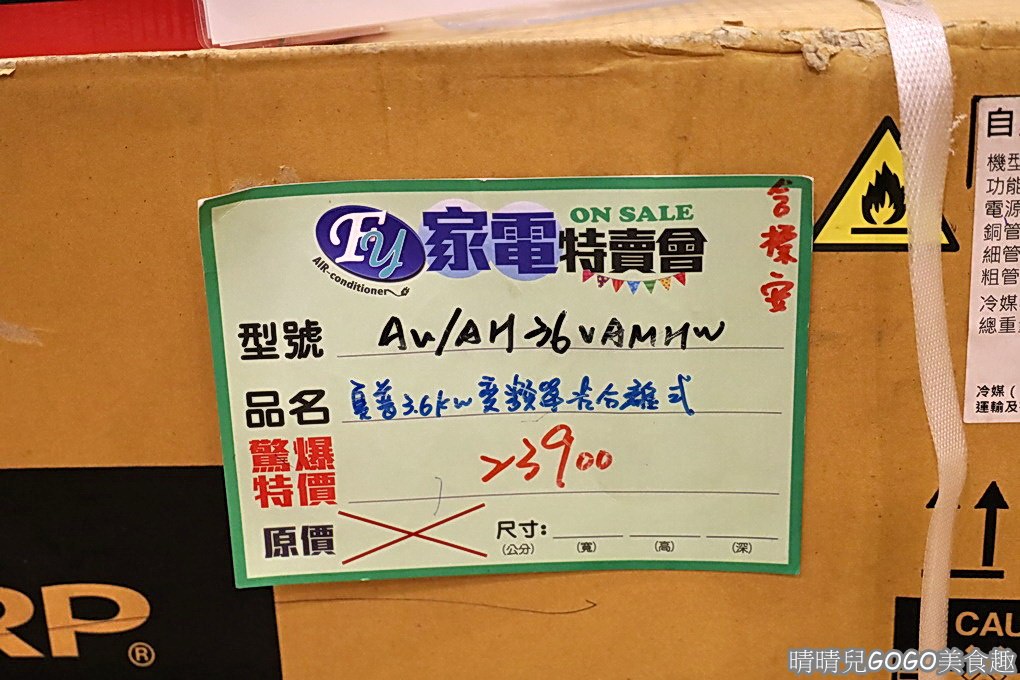 FY 家電特賣會
ON SALE
AIR-conditioner
含標安
型號 AU/AH-36VAMHW
品名 夏普3.6kw變頻單冷分離式
驚爆特價 23900
原價
尺寸:
(公分) (寬) (高) (深)
自
機型
功能
電源
銅管
細管
粗管
冷媒
總重
冷媒(
運輸及
RP®
CAU
晴晴兒GOGO美食趣